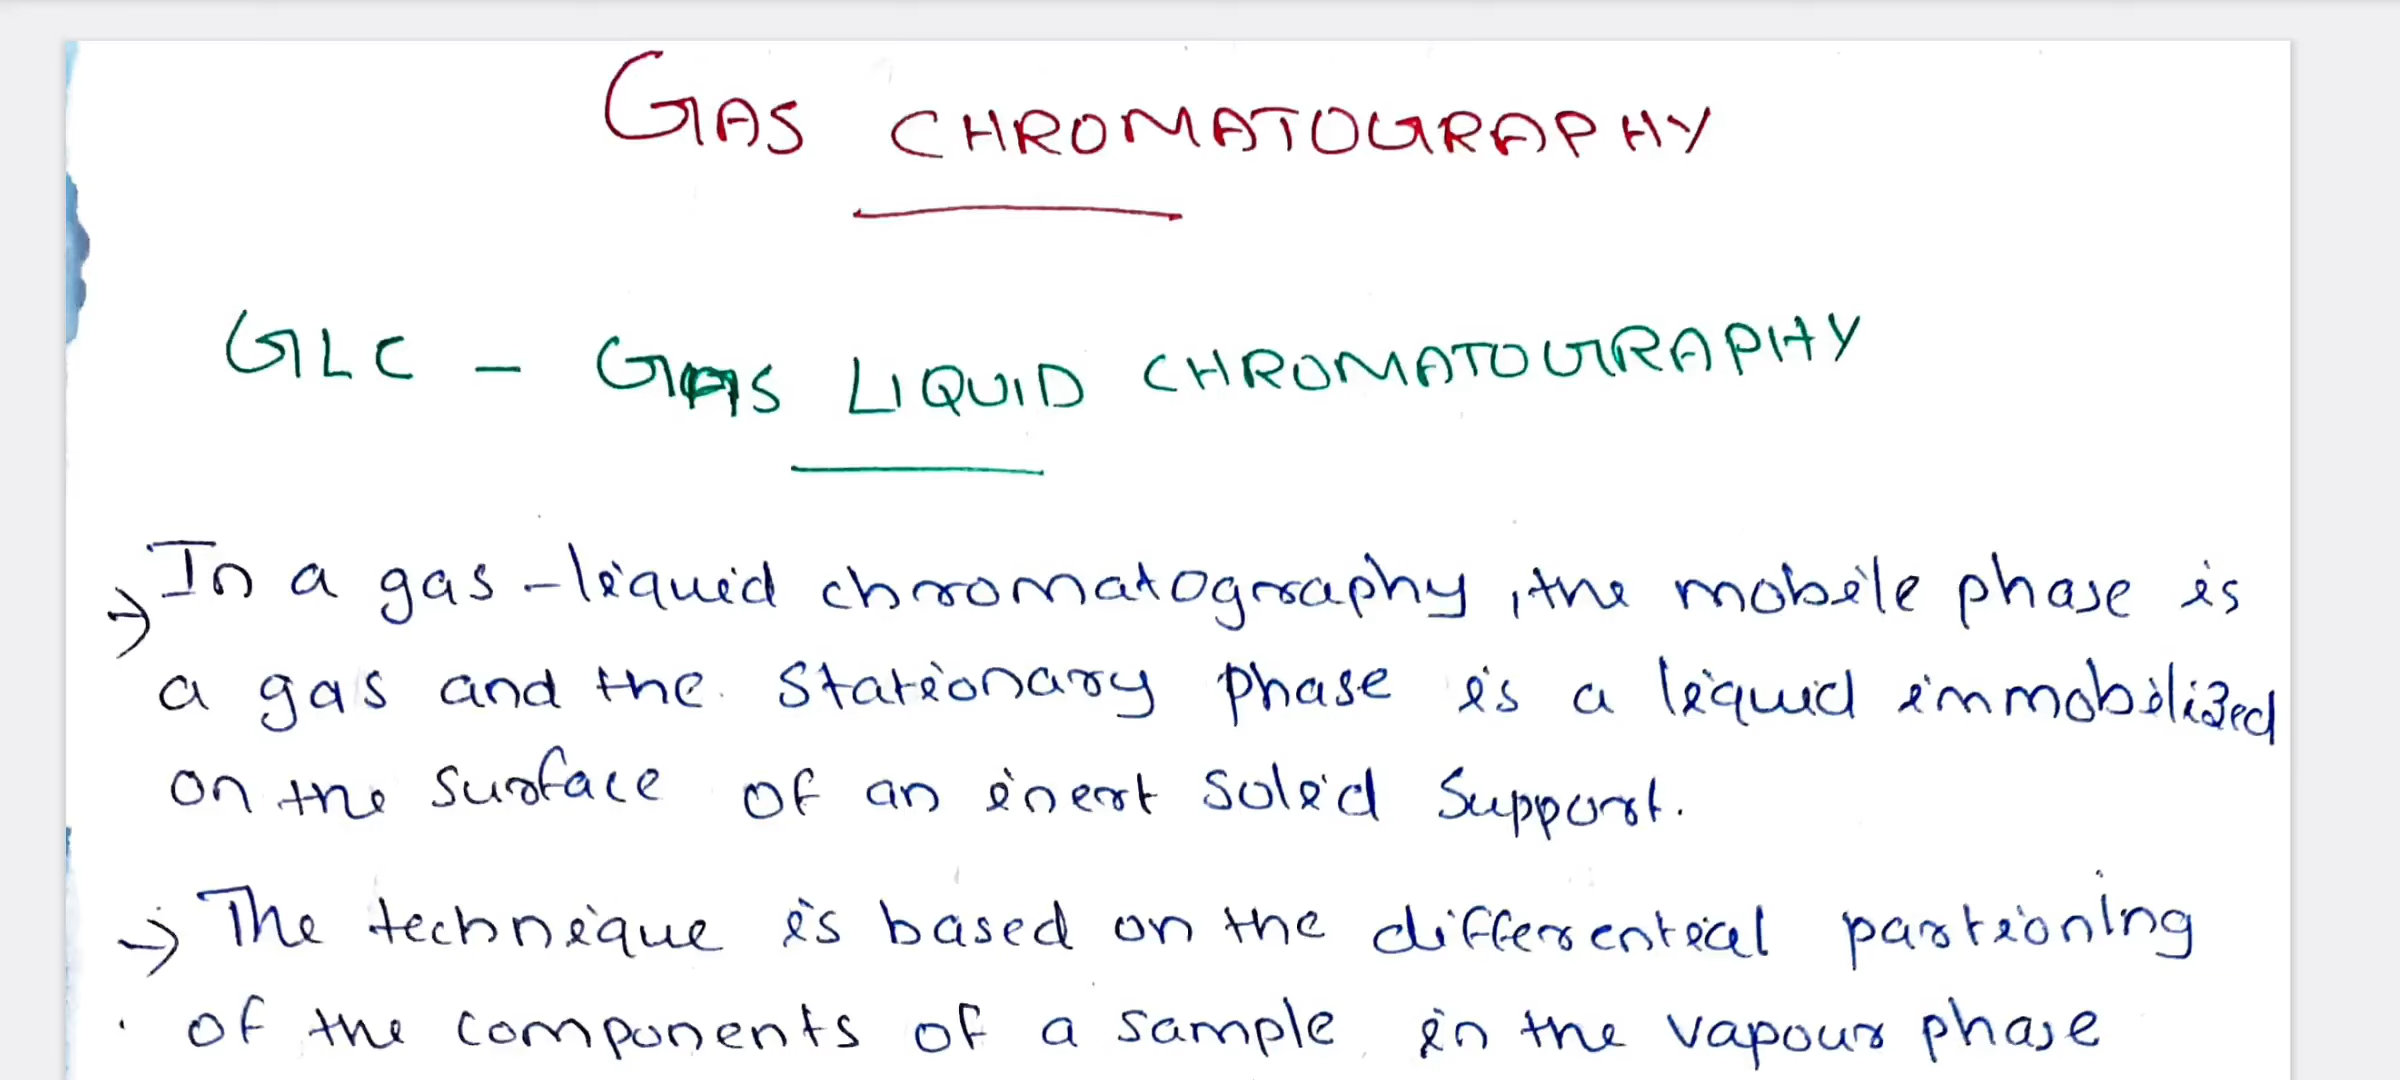 GAS CHROMATOGRAPHY
GLC - GAS LIQUID CHROMATOGRAPHY
→ In a gas-liquid chromatography, the mobile phase is
a gas and the stationary phase is a liquid immobilized
on the surface of an inert solid support.
→ The technique is based on the differential partioning
of the components of a sample in the vapour phase